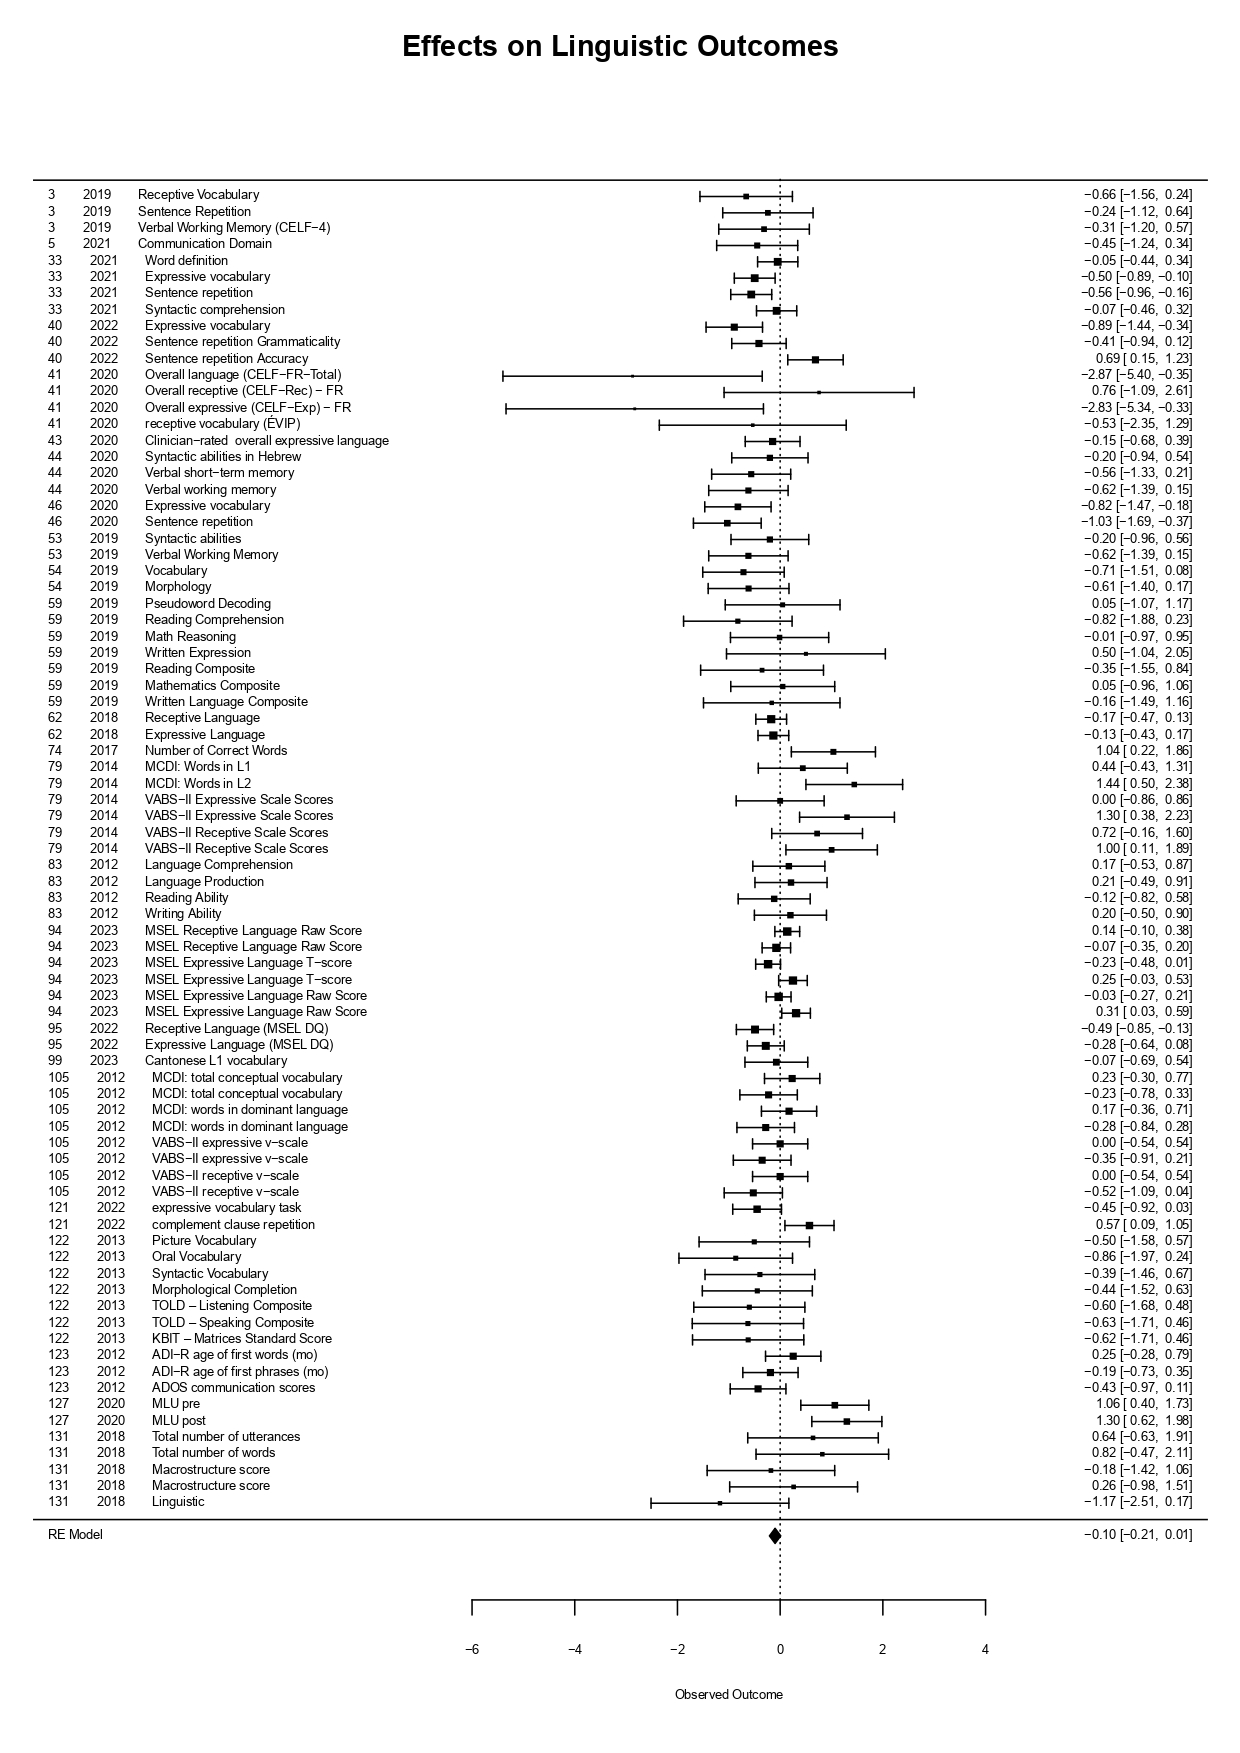 Effects on Linguistic Outcomes
3 2019 Receptive Vocabulary −0.66 [−1.56, 0.24]
3 2019 Sentence Repetition −0.24 [−1.12, 0.64]
3 2019 Verbal Working Memory (CELF−4) −0.31 [−1.20, 0.57]
5 2021 Communication Domain −0.45 [−1.24, 0.34]
33 2021 Word definition −0.05 [−0.44, 0.34]
33 2021 Expressive vocabulary −0.50 [−0.89, −0.10]
33 2021 Sentence repetition −0.56 [−0.96, −0.16]
33 2021 Syntactic comprehension −0.07 [−0.46, 0.32]
40 2022 Expressive vocabulary −0.89 [−1.44, −0.34]
40 2022 Sentence repetition Grammaticality −0.41 [−0.94, 0.12]
40 2022 Sentence repetition Accuracy 0.69 [ 0.15, 1.23]
41 2020 Overall language (CELF−FR−Total) −2.87 [−5.40, −0.35]
41 2020 Overall receptive (CELF−Rec) − FR 0.76 [−1.09, 2.61]
41 2020 Overall expressive (CELF−Exp) − FR −2.83 [−5.34, −0.33]
41 2020 receptive vocabulary (ÉVIP) −0.53 [−2.35, 1.29]
43 2020 Clinician−rated overall expressive language −0.15 [−0.68, 0.39]
44 2020 Syntactic abilities in Hebrew −0.20 [−0.94, 0.54]
44 2020 Verbal short−term memory −0.56 [−1.33, 0.21]
44 2020 Verbal working memory −0.62 [−1.39, 0.15]
46 2020 Expressive vocabulary −0.82 [−1.47, −0.18]
46 2020 Sentence repetition −1.03 [−1.69, −0.37]
53 2019 Syntactic abilities −0.20 [−0.96, 0.56]
53 2019 Verbal Working Memory −0.62 [−1.39, 0.15]
54 2019 Vocabulary −0.71 [−1.51, 0.08]
54 2019 Morphology −0.61 [−1.40, 0.17]
59 2019 Pseudoword Decoding 0.05 [−1.07, 1.17]
59 2019 Reading Comprehension −0.82 [−1.88, 0.23]
59 2019 Math Reasoning −0.01 [−0.97, 0.95]
59 2019 Written Expression 0.50 [−1.04, 2.05]
59 2019 Reading Composite −0.35 [−1.55, 0.84]
59 2019 Mathematics Composite 0.05 [−0.96, 1.06]
59 2019 Written Language Composite −0.16 [−1.49, 1.16]
62 2018 Receptive Language −0.17 [−0.47, 0.13]
62 2018 Expressive Language −0.13 [−0.43, 0.17]
74 2017 Number of Correct Words 1.04 [ 0.22, 1.86]
79 2014 MCDI: Words in L1 0.44 [−0.43, 1.31]
79 2014 MCDI: Words in L2 1.44 [ 0.50, 2.38]
79 2014 VABS−II Expressive Scale Scores 0.00 [−0.86, 0.86]
79 2014 VABS−II Expressive Scale Scores 1.30 [ 0.38, 2.23]
79 2014 VABS−II Receptive Scale Scores 0.72 [−0.16, 1.60]
79 2014 VABS−II Receptive Scale Scores 1.00 [ 0.11, 1.89]
83 2012 Language Comprehension 0.17 [−0.53, 0.87]
83 2012 Language Production 0.21 [−0.49, 0.91]
83 2012 Reading Ability −0.12 [−0.82, 0.58]
83 2012 Writing Ability 0.20 [−0.50, 0.90]
94 2023 MSEL Receptive Language Raw Score 0.14 [−0.10, 0.38]
94 2023 MSEL Receptive Language Raw Score −0.07 [−0.35, 0.20]
94 2023 MSEL Expressive Language T−score −0.23 [−0.48, 0.01]
94 2023 MSEL Expressive Language T−score 0.25 [−0.03, 0.53]
94 2023 MSEL Expressive Language Raw Score −0.03 [−0.27, 0.21]
94 2023 MSEL Expressive Language Raw Score 0.31 [ 0.03, 0.59]
95 2022 Receptive Language (MSEL DQ) −0.49 [−0.85, −0.13]
95 2022 Expressive Language (MSEL DQ) −0.28 [−0.64, 0.08]
99 2023 Cantonese L1 vocabulary −0.07 [−0.69, 0.54]
105 2012 MCDI: total conceptual vocabulary 0.23 [−0.30, 0.77]
105 2012 MCDI: total conceptual vocabulary −0.23 [−0.78, 0.33]
105 2012 MCDI: words in dominant language 0.17 [−0.36, 0.71]
105 2012 MCDI: words in dominant language −0.28 [−0.84, 0.28]
105 2012 VABS−II expressive v−scale 0.00 [−0.54, 0.54]
105 2012 VABS−II expressive v−scale −0.35 [−0.91, 0.21]
105 2012 VABS−II receptive v−scale 0.00 [−0.54, 0.54]
105 2012 VABS−II receptive v−scale −0.52 [−1.09, 0.04]
121 2022 expressive vocabulary task −0.45 [−0.92, 0.03]
121 2022 complement clause repetition 0.57 [ 0.09, 1.05]
122 2013 Picture Vocabulary −0.50 [−1.58, 0.57]
122 2013 Oral Vocabulary −0.86 [−1.97, 0.24]
122 2013 Syntactic Vocabulary −0.39 [−1.46, 0.67]
122 2013 Morphological Completion −0.44 [−1.52, 0.63]
122 2013 TOLD – Listening Composite −0.60 [−1.68, 0.48]
122 2013 TOLD – Speaking Composite −0.63 [−1.71, 0.46]
122 2013 KBIT – Matrices Standard Score −0.62 [−1.71, 0.46]
123 2012 ADI−R age of first words (mo) 0.25 [−0.28, 0.79]
123 2012 ADI−R age of first phrases (mo) −0.19 [−0.73, 0.35]
123 2012 ADOS communication scores −0.43 [−0.97, 0.11]
127 2020 MLU pre 1.06 [ 0.40, 1.73]
127 2020 MLU post 1.30 [ 0.62, 1.98]
131 2018 Total number of utterances 0.64 [−0.63, 1.91]
131 2018 Total number of words 0.82 [−0.47, 2.11]
131 2018 Macrostructure score −0.18 [−1.42, 1.06]
131 2018 Macrostructure score 0.26 [−0.98, 1.51]
131 2018 Linguistic −1.17 [−2.51, 0.17]
RE Model −0.10 [−0.21, 0.01]
−6 −4 −2 0 2 4
Observed Outcome